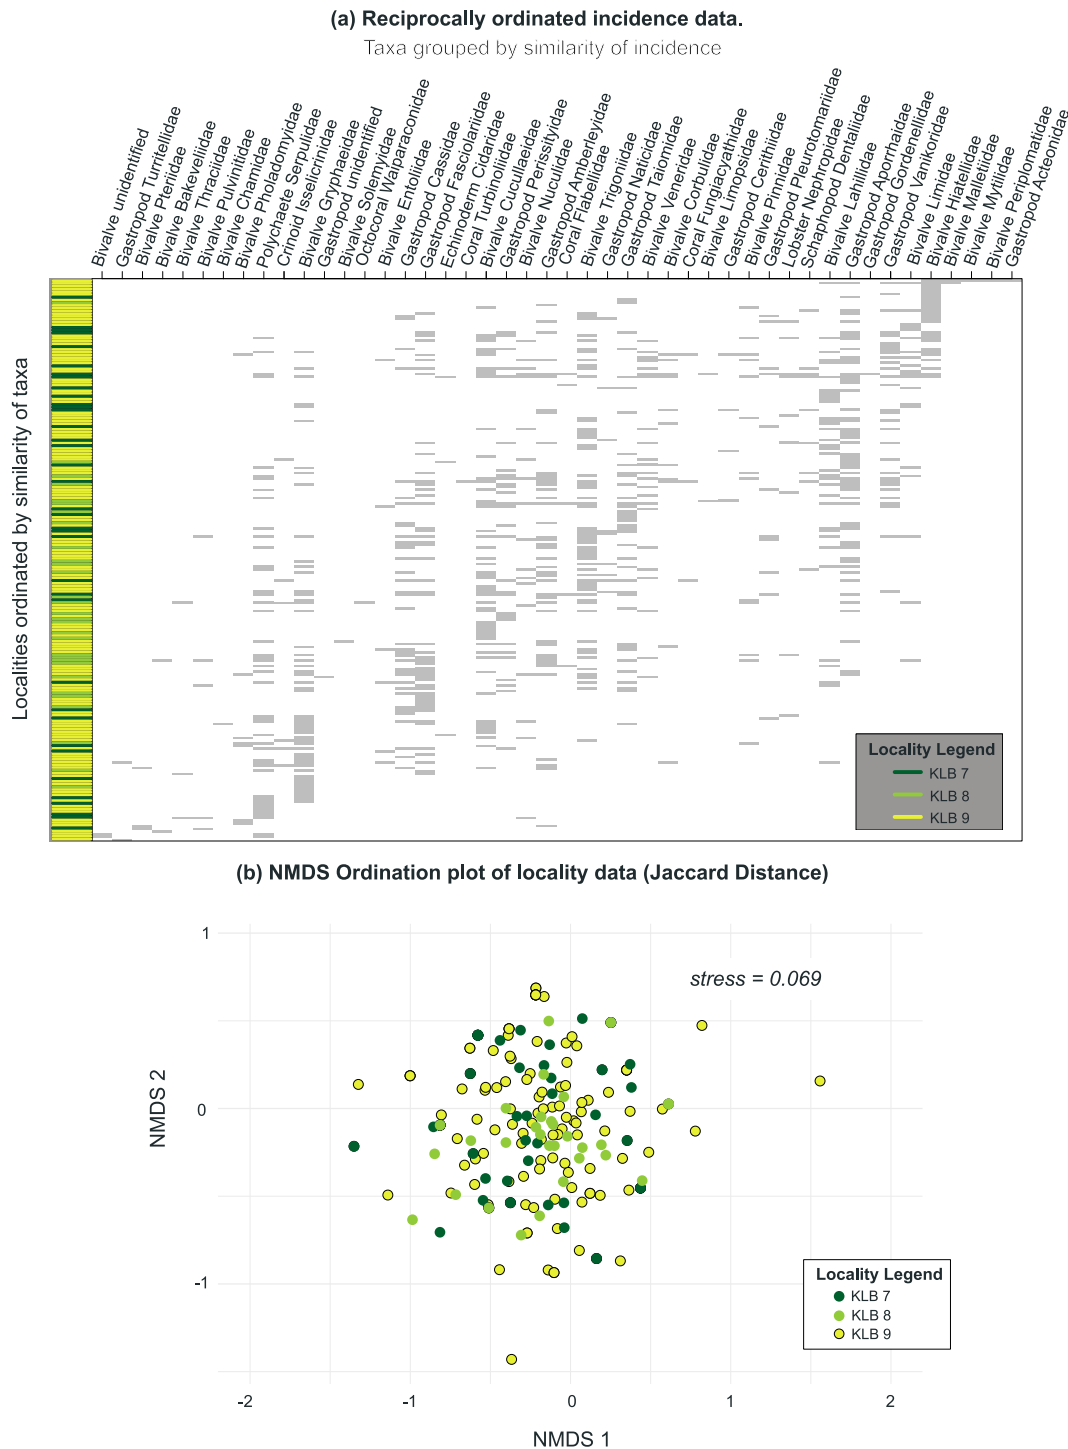 (a) Reciprocally ordinated incidence data.
Taxa grouped by similarity of incidence
Bivalve unidentified
Gastropod Turritellidae
Bivalve Pteriidae
Bivalve Bakevelliidae
Bivalve Thraciidae
Bivalve Pulvinitidae
Bivalve Chamidae
Bivalve Pholadomyidae
Polychaete Serpulidae
Crinoid Isselicrinidae
Bivalve Gryphaeidae
Gastropod unidentified
Bivalve Solemyidae
Octocoral Walparaconidae
Bivalve Entoliidae
Gastropod Cassidae
Gastropod Fasciolariidae
Echinoderm Cidaridae
Coral Turbinoliidae
Bivalve Cucullaeidae
Gastropod Perissityidae
Bivalve Nuculidae
Gastropod Amberleyidae
Coral Flabellidae
Bivalve Trigoniidae
Gastropod Naticidae
Gastropod Taiomidae
Bivalve Veneridae
Bivalve Corbulidae
Coral Fungiacyathidae
Bivalve Limopsidae
Gastropod Cerithiidae
Bivalve Pinnidae
Gastropod Pleurotomariidae
Lobster Nephropidae
Schaphopod Dentaliidae
Bivalve Lahilliidae
Gastropod Aporrhaidae
Gastropod Gordenellidae
Gastropod Vanikoridae
Bivalve Limidae
Bivalve Hiatellidae
Bivalve Malletiidae
Bivalve Mytilidae
Bivalve Periplomatidae
Gastropod Acteonidae
Localities ordinated by similarity of taxa
Locality Legend
KLB 7
KLB 8
KLB 9
(b) NMDS Ordination plot of locality data (Jaccard Distance)
stress = 0.069
1
0
-1
NMDS 2
Locality Legend
KLB 7
KLB 8
KLB 9
-2 -1 0 1 2
NMDS 1